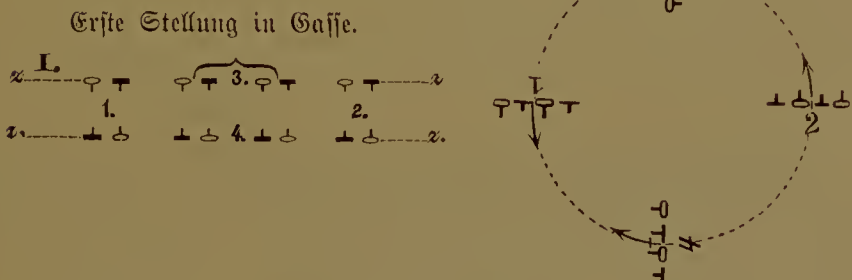 Erste Stellung in Gasse.
I.
z 3. z
1. 2.
z. 4. z.
1
2
4